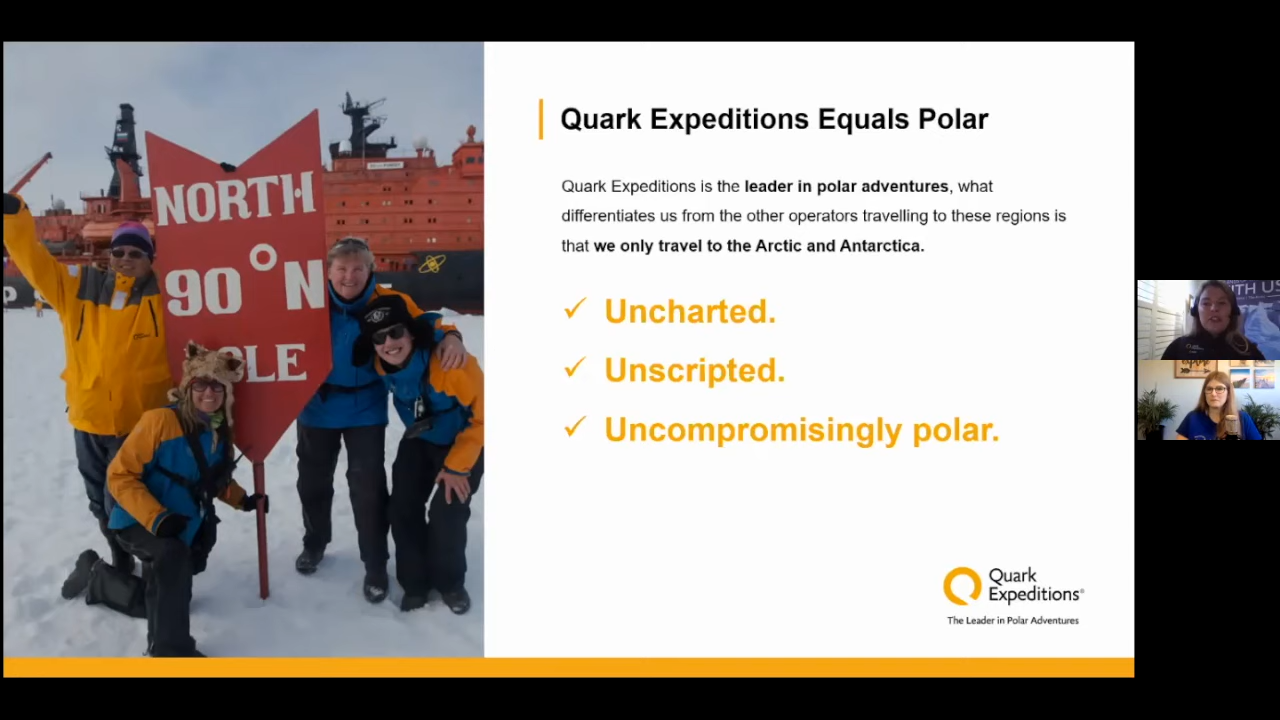 NORTH
90°N
Quark Expeditions Equals Polar
Quark Expeditions is the leader in polar adventures, what
differentiates us from the other operators travelling to these regions is
that we only travel to the Arctic and Antarctica.
✓ Uncharted.
✓ Unscripted.
✓ Uncompromisingly polar.
Quark
Expeditions®
The Leader in Polar Adventures